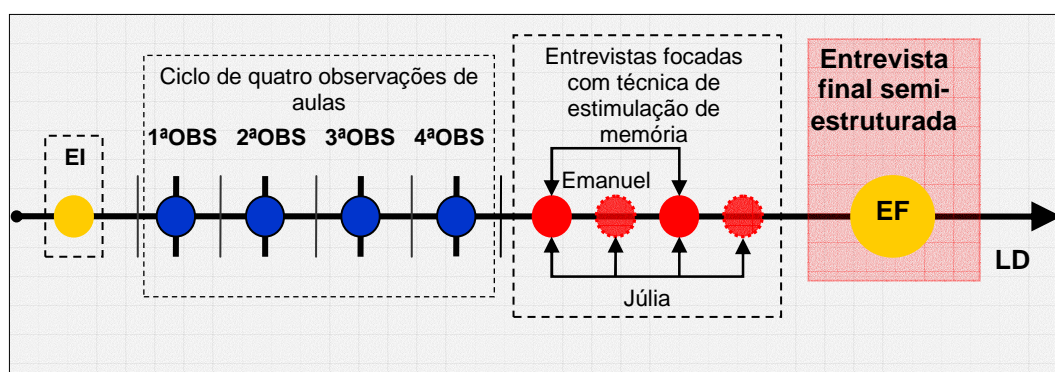 EI
Ciclo de quatro observações de
aulas
1ªOBS 2ªOBS 3ªOBS 4ªOBS
Entrevistas focadas
com técnica de
estimulação de
memória
Emanuel
Júlia
Entrevista
final semi-
estruturada
EF
LD